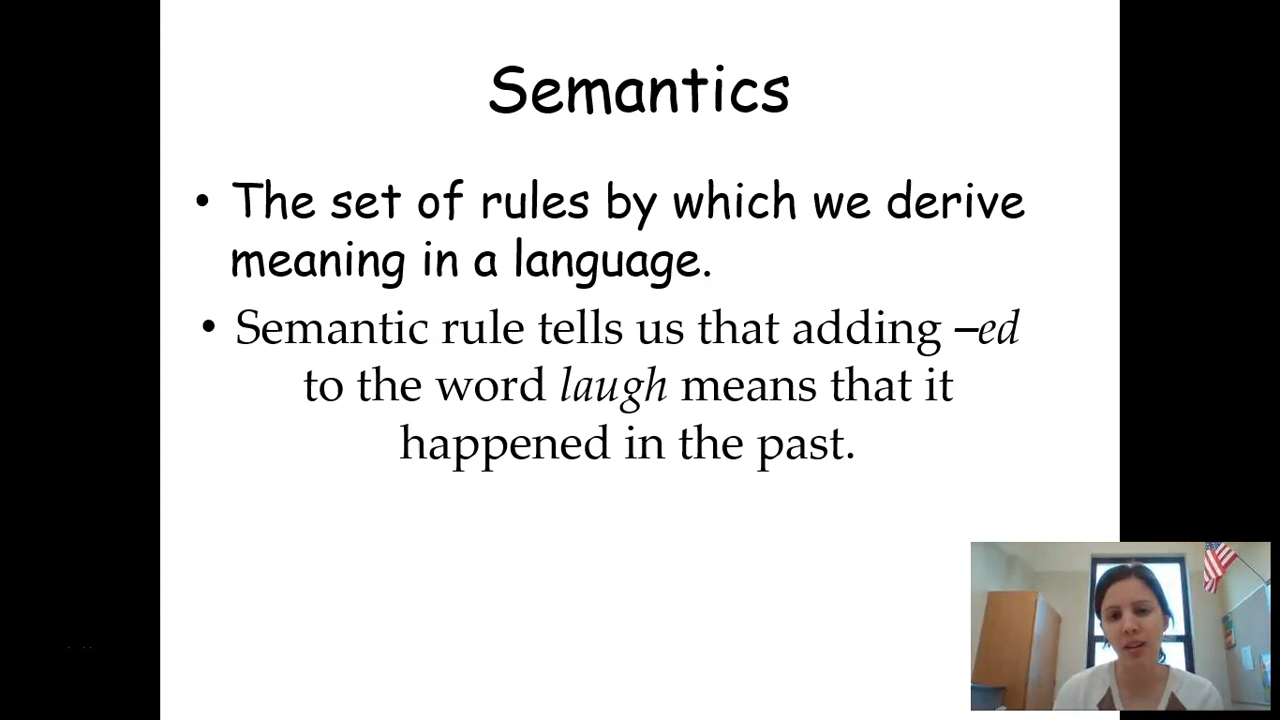 Semantics
• The set of rules by which we derive
meaning in a language.
• Semantic rule tells us that adding –ed
to the word laugh means that it
happened in the past.